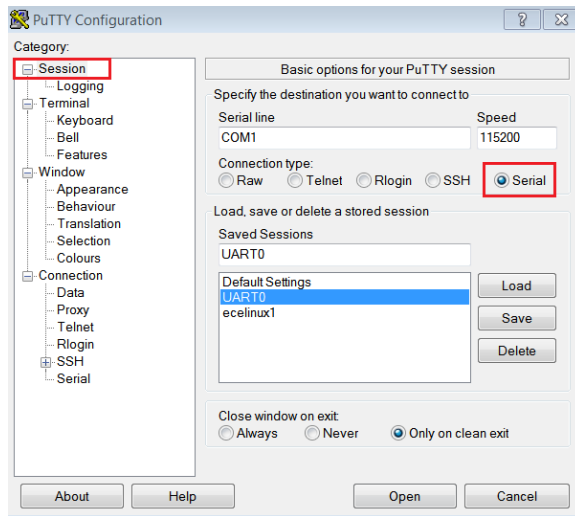 PuTTY Configuration
Category:
Session
Logging
Terminal
Keyboard
Bell
Features
Window
Appearance
Behaviour
Translation
Selection
Colours
Connection
Data
Proxy
Telnet
Rlogin
SSH
Serial
Basic options for your PuTTY session
Specify the destination you want to connect to
Serial line Speed
COM1 115200
Connection type:
Raw Telnet Rlogin SSH Serial
Load, save or delete a stored session
Saved Sessions
UART0
Default Settings
UART0
ecelinux1
Load
Save
Delete
Close window on exit:
Always Never Only on clean exit
About Help Open Cancel